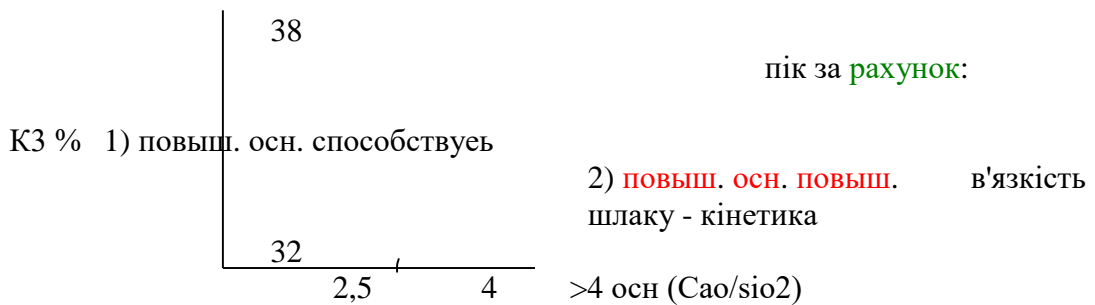 38
пік за рахунок:
КЗ % 1) повыш. осн. способствуеь
2) повыш. осн. повыш. в'язкість
шлаку - кінетика
32
2,5 4 >4 осн (Cao/sio2)